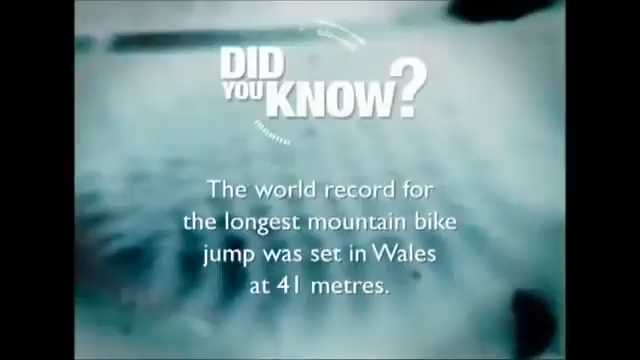 DID
YOU KNOW?
The world record for
the longest mountain bike
jump was set in Wales
at 41 metres.